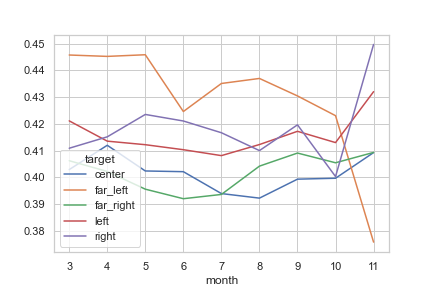 0.45
0.44
0.43
0.42
0.41
0.40
0.39
0.38
target
center
far_left
far_right
left
right
3 4 5 6 7 8 9 10 11
month